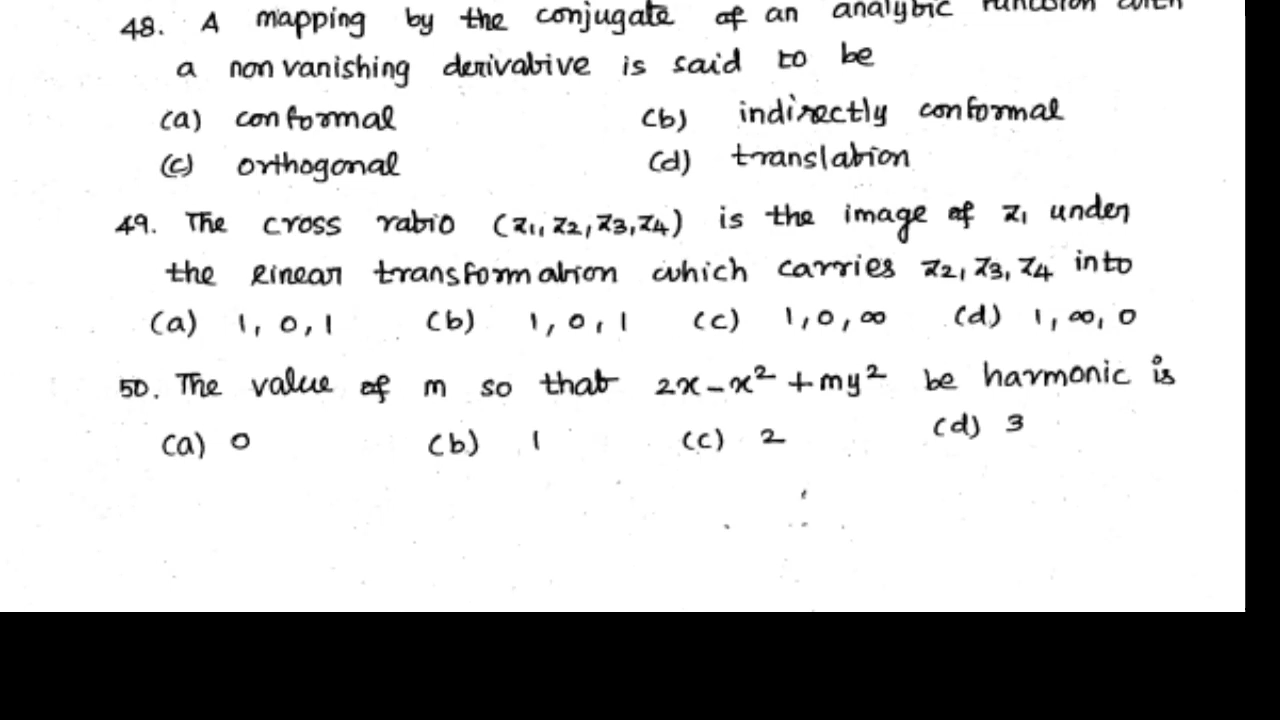 48. A mapping by the conjugate of an analytic function with
a non vanishing derivative is said to be
(a) conformal (b) indirectly conformal
(c) orthogonal (d) translation
49. The cross ratio (z₁, z₂, z₃, z₄) is the image of z₁ under
the linear transformation which carries z₂, z₃, z₄ into
(a) 1, 0, 1 (b) 1, 0, 1 (c) 1, 0, ∞ (d) 1, ∞, 0
50. The value of m so that 2x - x² + my² be harmonic is
(a) 0 (b) 1 (c) 2 (d) 3